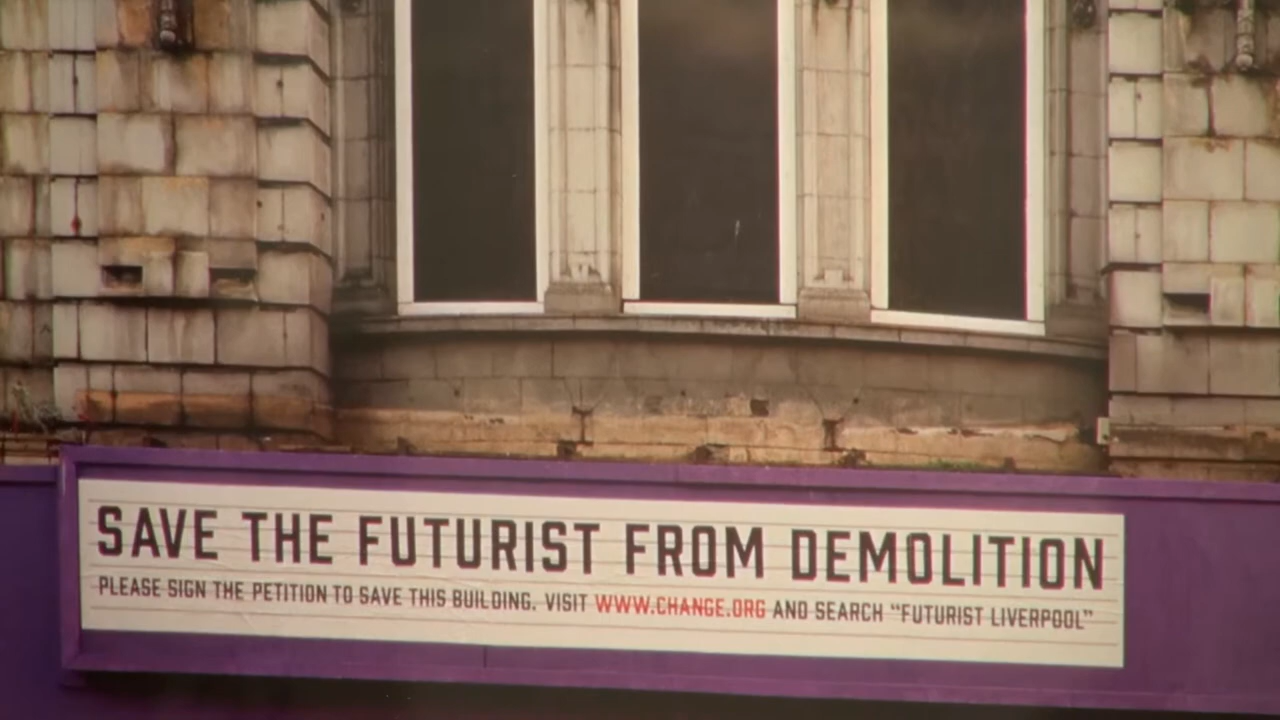 SAVE THE FUTURIST FROM DEMOLITION
PLEASE SIGN THE PETITION TO SAVE THIS BUILDING. VISIT WWW.CHANGE.ORG AND SEARCH “FUTURIST LIVERPOOL”